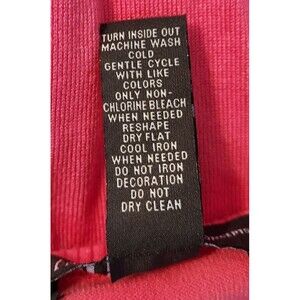 TURN INSIDE OUT
MACHINE WASH
COLD
GENTLE CYCLE
WITH LIKE
COLORS
ONLY NON-
CHLORINE BLEACH
WHEN NEEDED
RESHAPE
DRY FLAT
COOL IRON
WHEN NEEDED
DO NOT IRON
DECORATION
DO NOT
DRY CLEAN